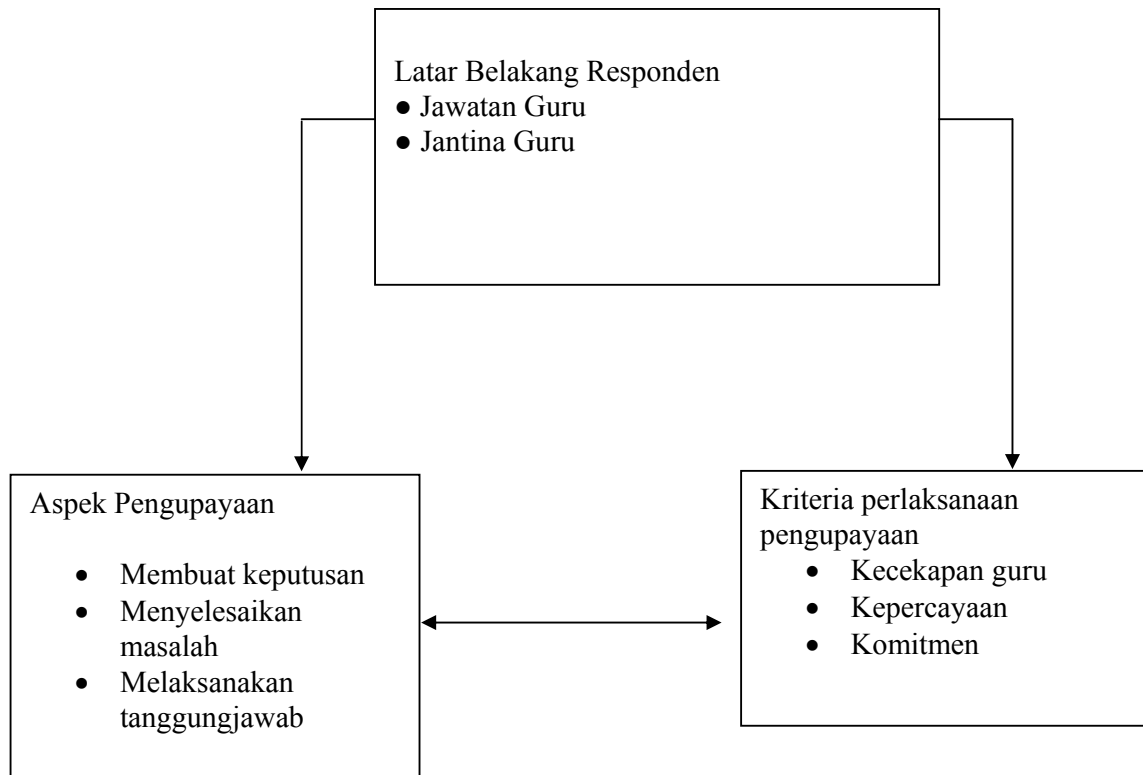 Latar Belakang Responden
● Jawatan Guru
● Jantina Guru
Aspek Pengupayaan
• Membuat keputusan
• Menyelesaikan
masalah
• Melaksanakan
tanggungjawab
Kriteria perlaksanaan
pengupayaan
• Kecekapan guru
• Kepercayaan
• Komitmen